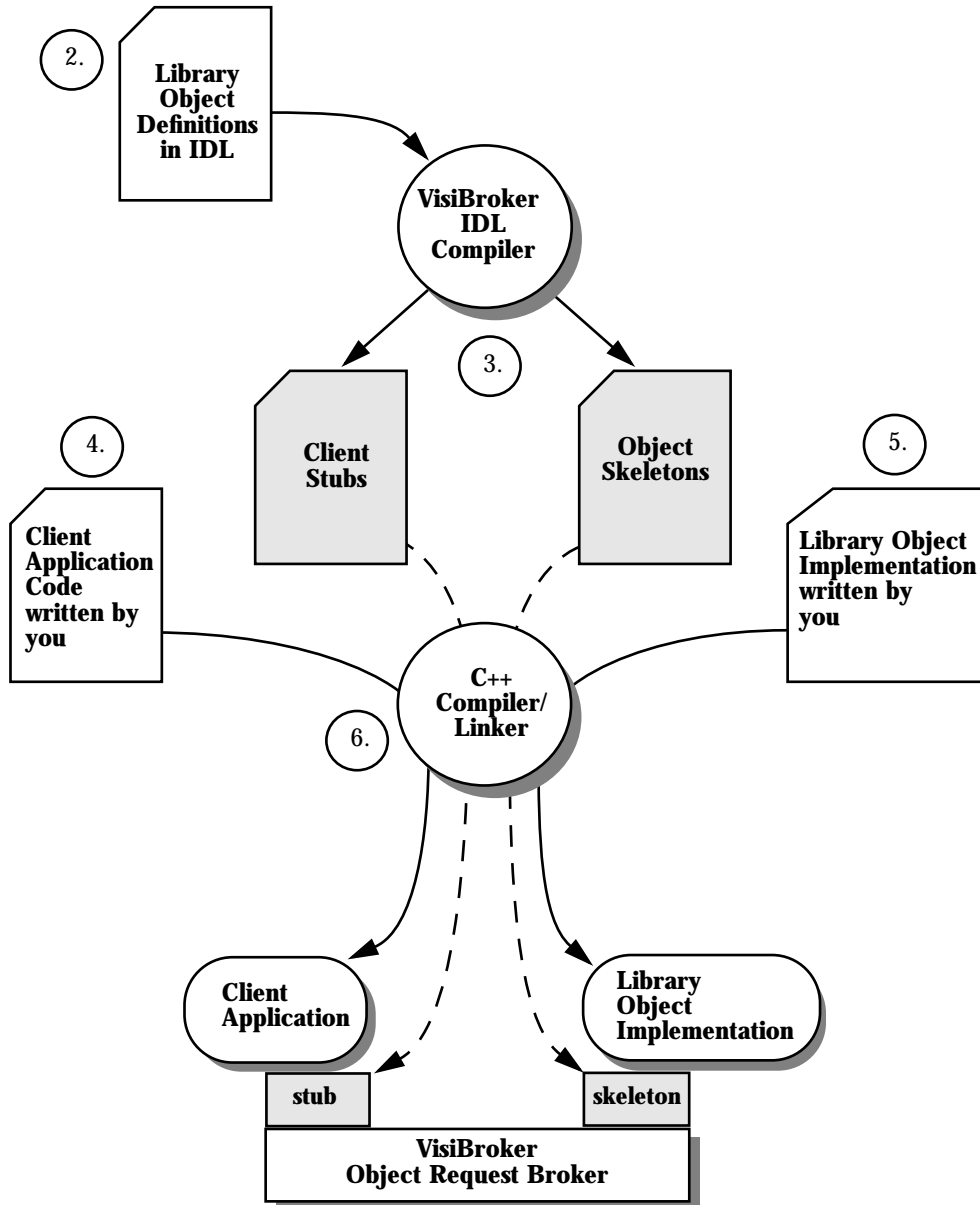 2.
Library
Object
Definitions
in IDL
VisiBroker
IDL
Compiler
3.
Client
Stubs
Object
Skeletons
4.
5.
Client
Application
Code
written by
you
Library Object
Implementation
written by
you
C++
Compiler/
Linker
6.
Client
Application
Library
Object
Implementation
stub
skeleton
VisiBroker
Object Request Broker